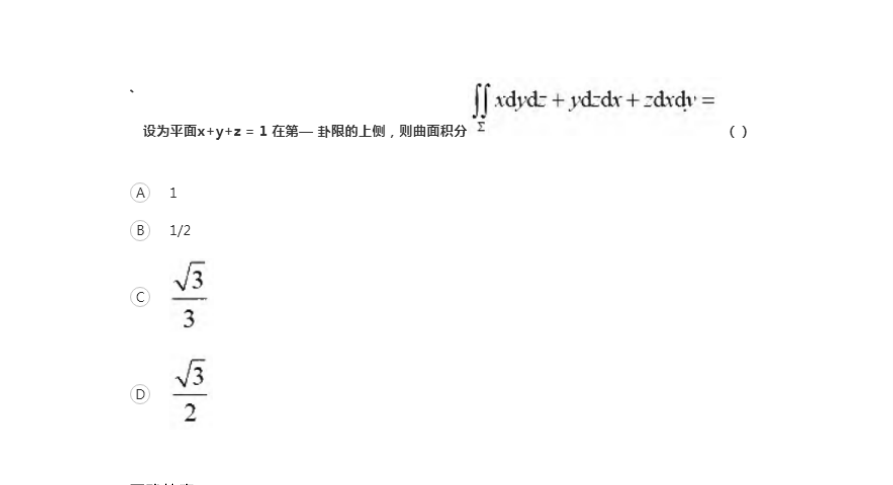 、
设为平面x+y+z = 1 在第一 卦限的上侧，则曲面积分 ∬_Σ xdydz + ydzdx + zdxdy = ( )
A 1
B 1/2
C √3/3
D √3/2